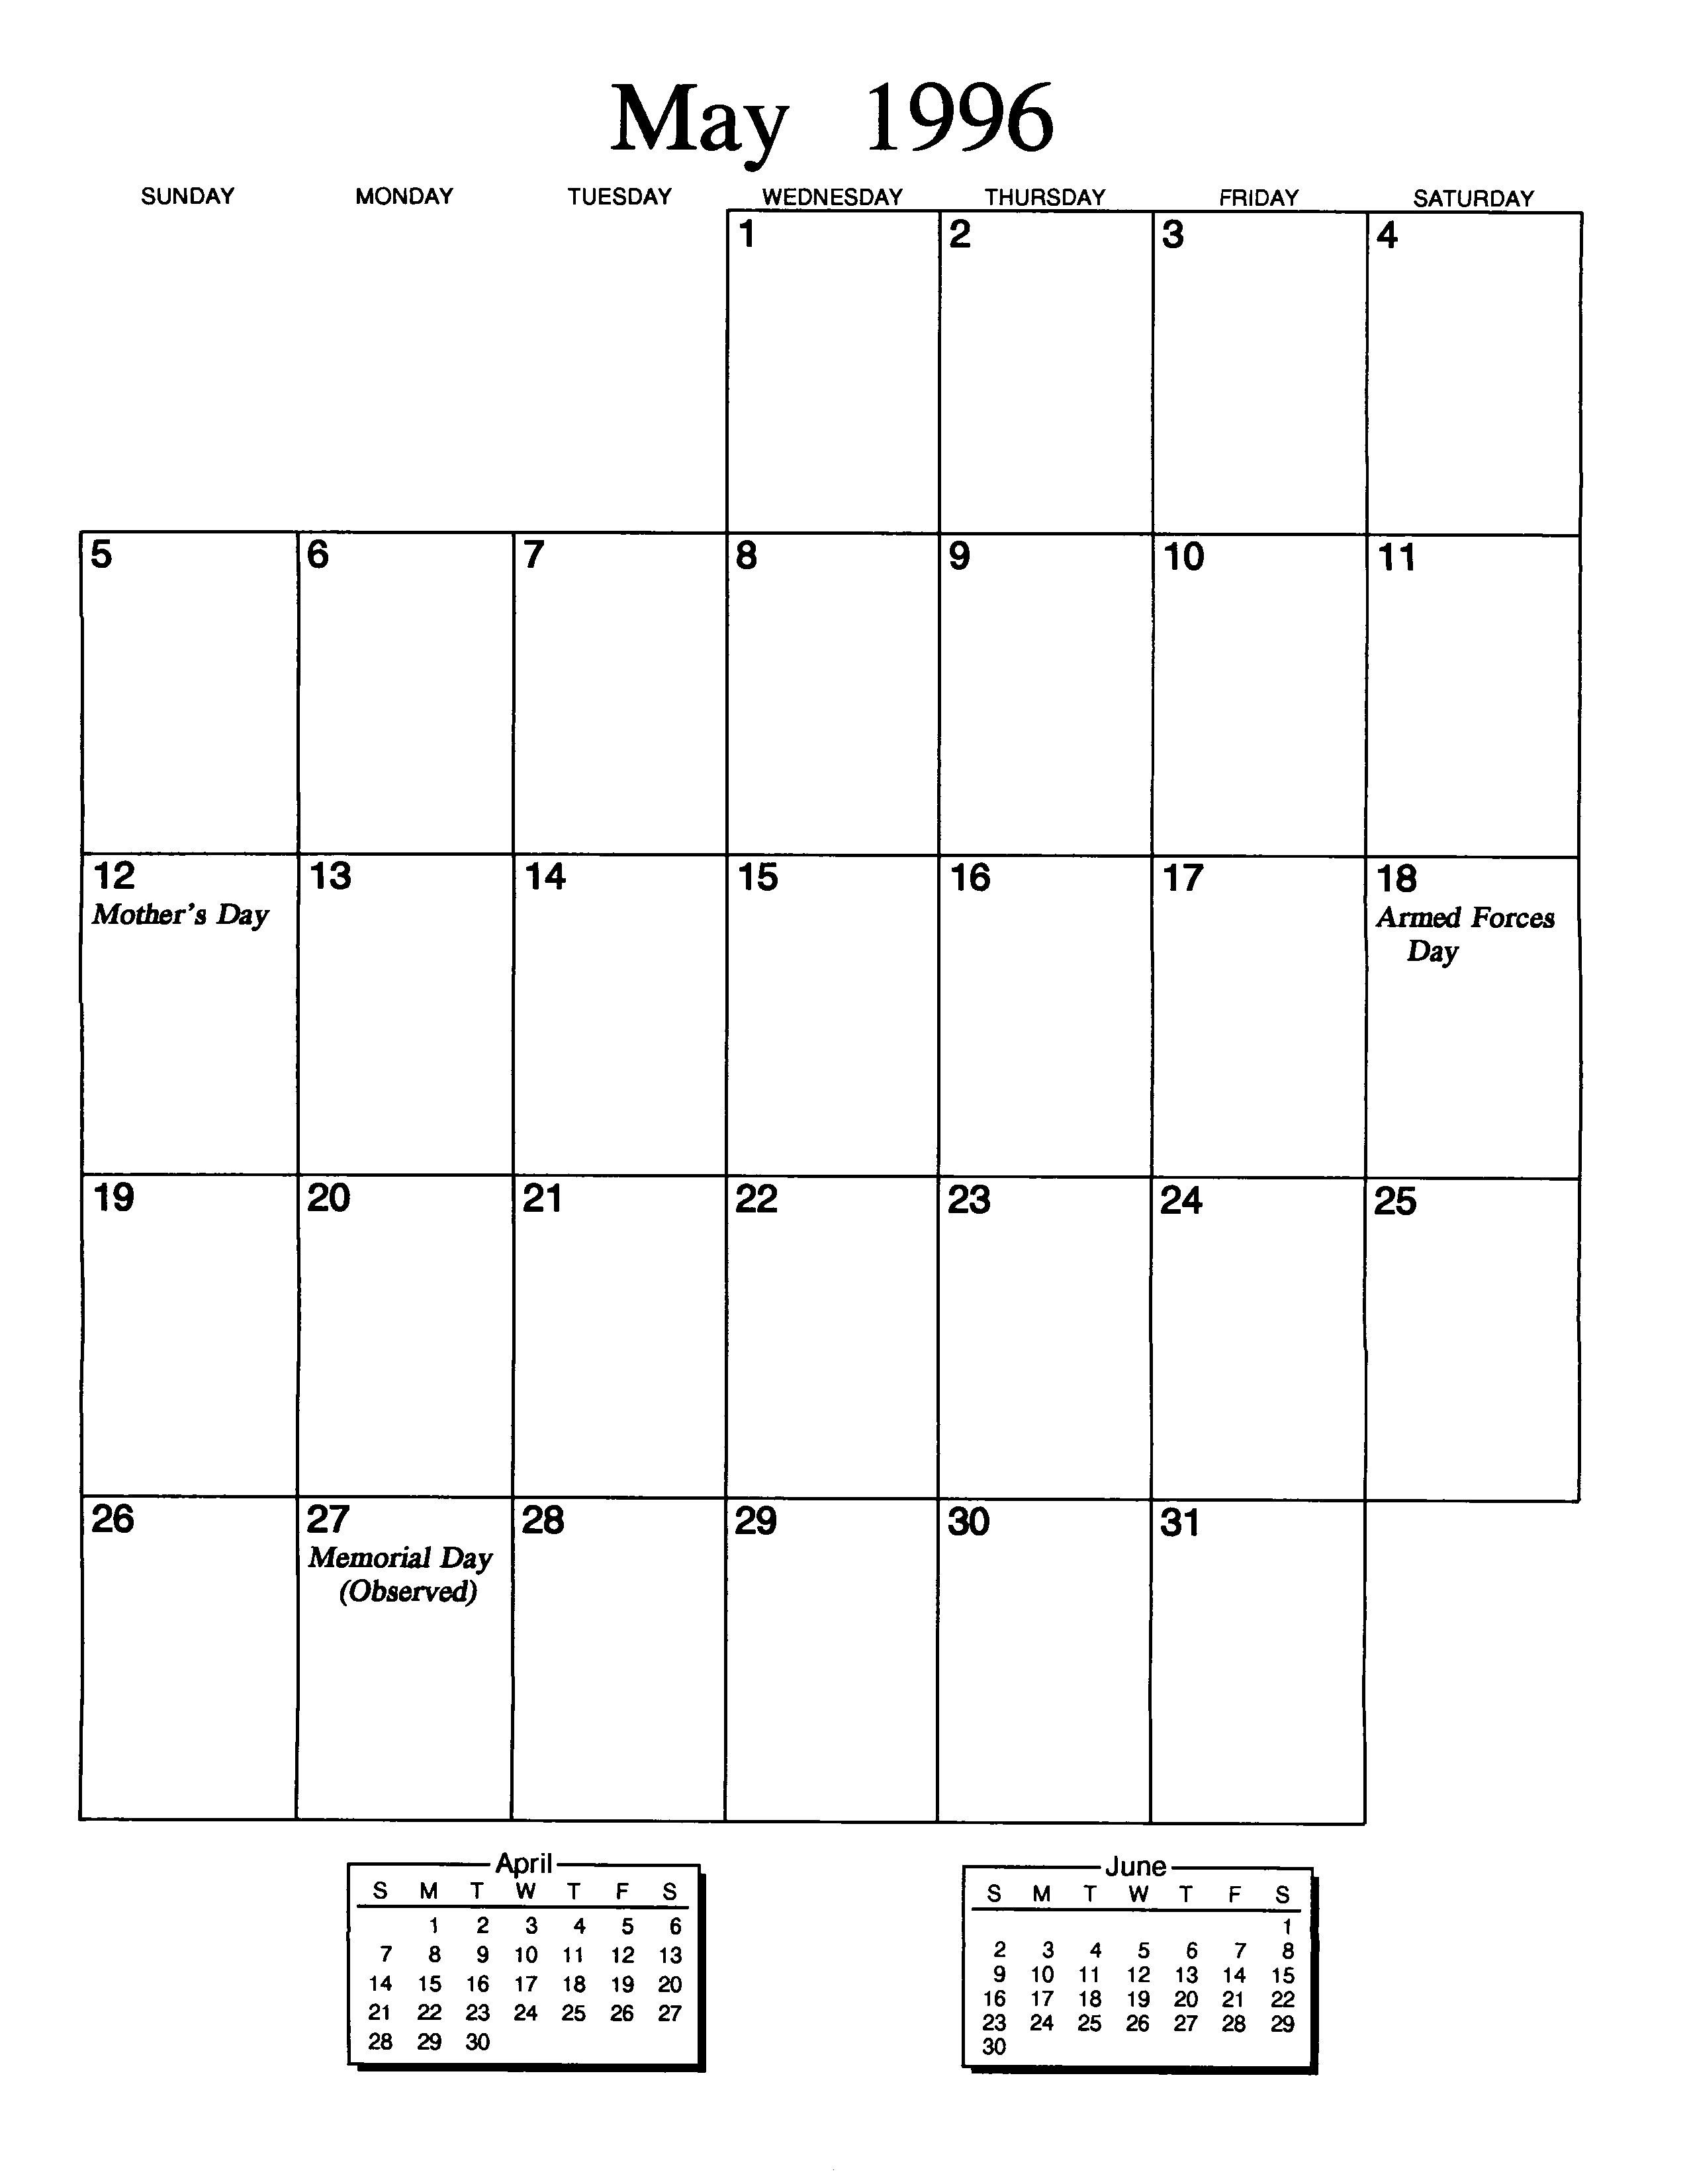 May 1996
SUNDAY MONDAY TUESDAY WEDNESDAY THURSDAY FRIDAY SATURDAY
1 2 3 4
5 6 7 8 9 10 11
12 13 14 15 16 17 18
Mother's Day Armed Forces
Day
19 20 21 22 23 24 25
26 27 28 29 30 31
Memorial Day
(Observed)
April
S M T W T F S
1 2 3 4 5 6
7 8 9 10 11 12 13
14 15 16 17 18 19 20
21 22 23 24 25 26 27
28 29 30
June
S M T W T F S
1
2 3 4 5 6 7 8
9 10 11 12 13 14 15
16 17 18 19 20 21 22
23 24 25 26 27 28 29
30